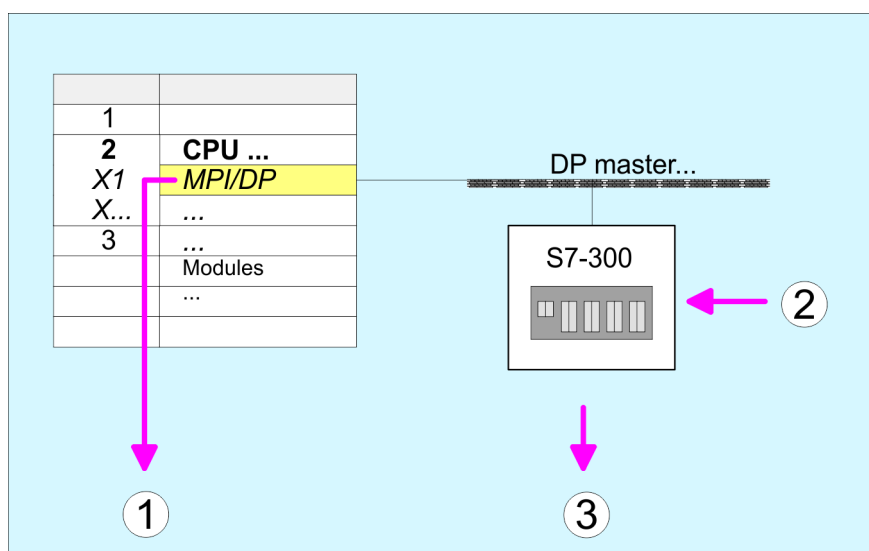 1
2 CPU ...
X1 MPI/DP
X... ...
3 ...
Modules
...
DP master...
S7-300
2
1
3